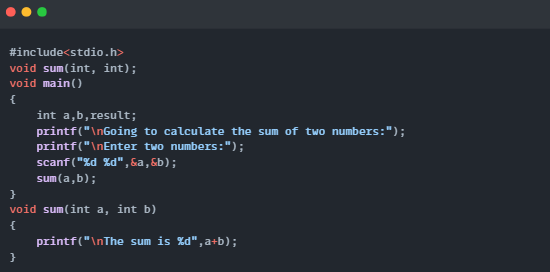 #include<stdio.h>
void sum(int, int);
void main()
{
    int a,b,result;
    printf("\nGoing to calculate the sum of two numbers:");
    printf("\nEnter two numbers:");
    scanf("%d %d",&a,&b);
    sum(a,b);
}
void sum(int a, int b)
{
    printf("\nThe sum is %d",a+b);
}